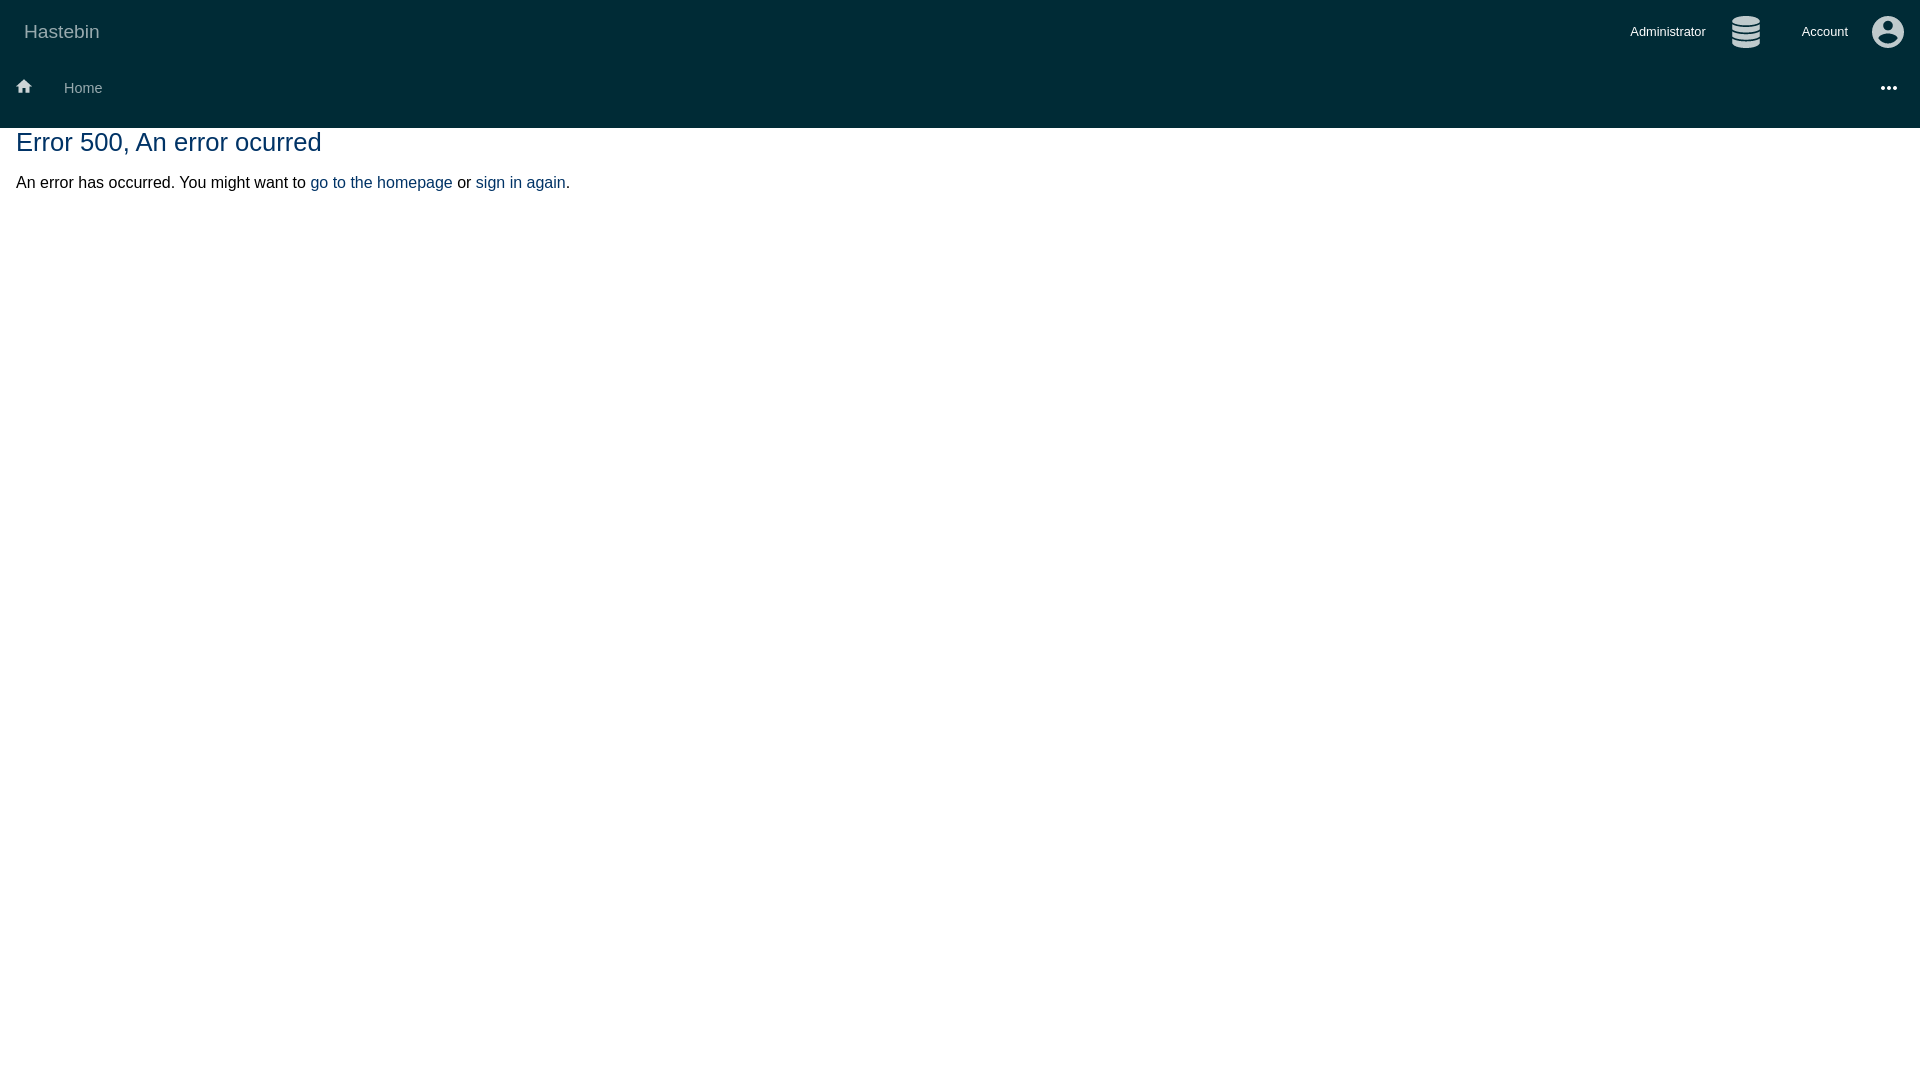 Hastebin
Administrator
Account
Home
Error 500, An error ocurred
An error has occurred. You might want to go to the homepage or sign in again.